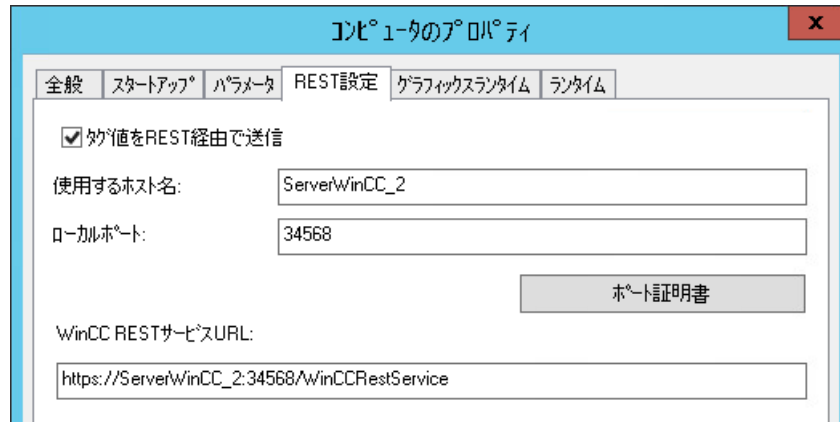 コンピュータのプロパティ
x
全般 スタートアップ パラメータ REST設定 グラフィックスランタイム ランタイム
タグ値をREST経由で送信
使用するホスト名: ServerWinCC_2
ローカルポート: 34568
ポート証明書
WinCC RESTサービスURL:
https://ServerWinCC_2:34568/WinCCRestService